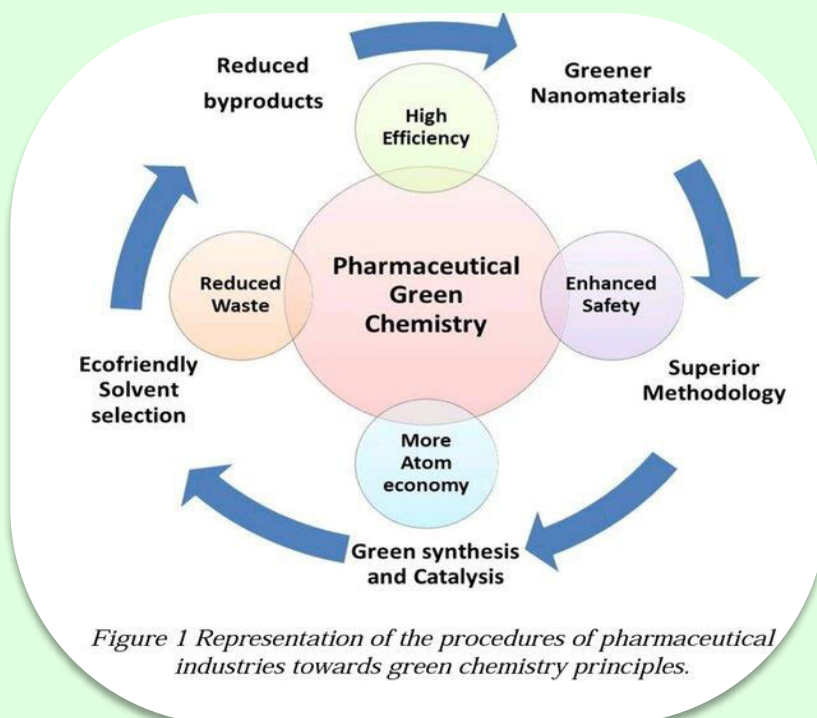 Reduced
byproducts
Greener
Nanomaterials
High
Efficiency
Pharmaceutical
Green
Chemistry
Reduced
Waste
Enhanced
Safety
Ecofriendly
Solvent
selection
Superior
Methodology
More
Atom
economy
Green synthesis
and Catalysis
Figure 1 Representation of the procedures of pharmaceutical
industries towards green chemistry principles.